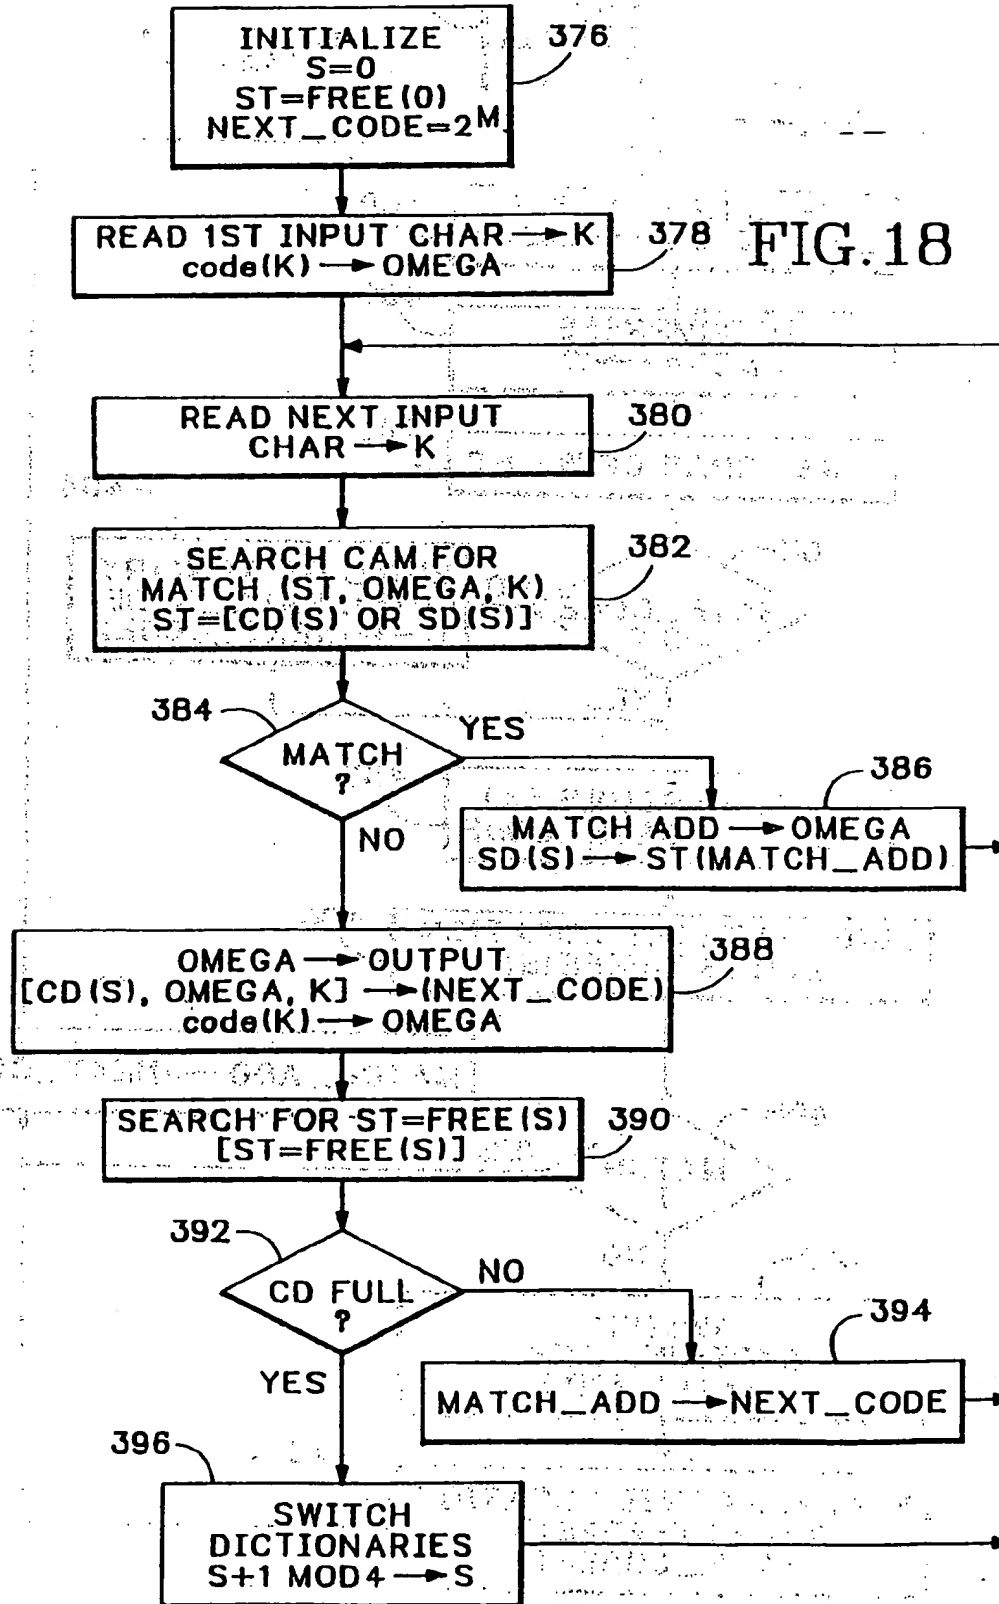 INITIALIZE
S=0
ST=FREE(0)
NEXT_CODE=2^M
376
READ 1ST INPUT CHAR→K
code(K)→OMEGA
378
FIG.18
READ NEXT INPUT
CHAR→K
380
SEARCH CAM FOR
MATCH (ST, OMEGA, K)
ST=[CD(S) OR SD(S)]
382
384
MATCH
?
YES
NO
386
MATCH ADD→OMEGA
SD(S)→ST(MATCH_ADD)
OMEGA→OUTPUT
[CD(S), OMEGA, K]→(NEXT_CODE)
code(K)→OMEGA
388
SEARCH FOR ST=FREE(S)
[ST=FREE(S)]
390
392
CD FULL
?
NO
YES
394
MATCH_ADD→NEXT_CODE
396
SWITCH
DICTIONARIES
S+1 MOD4→S